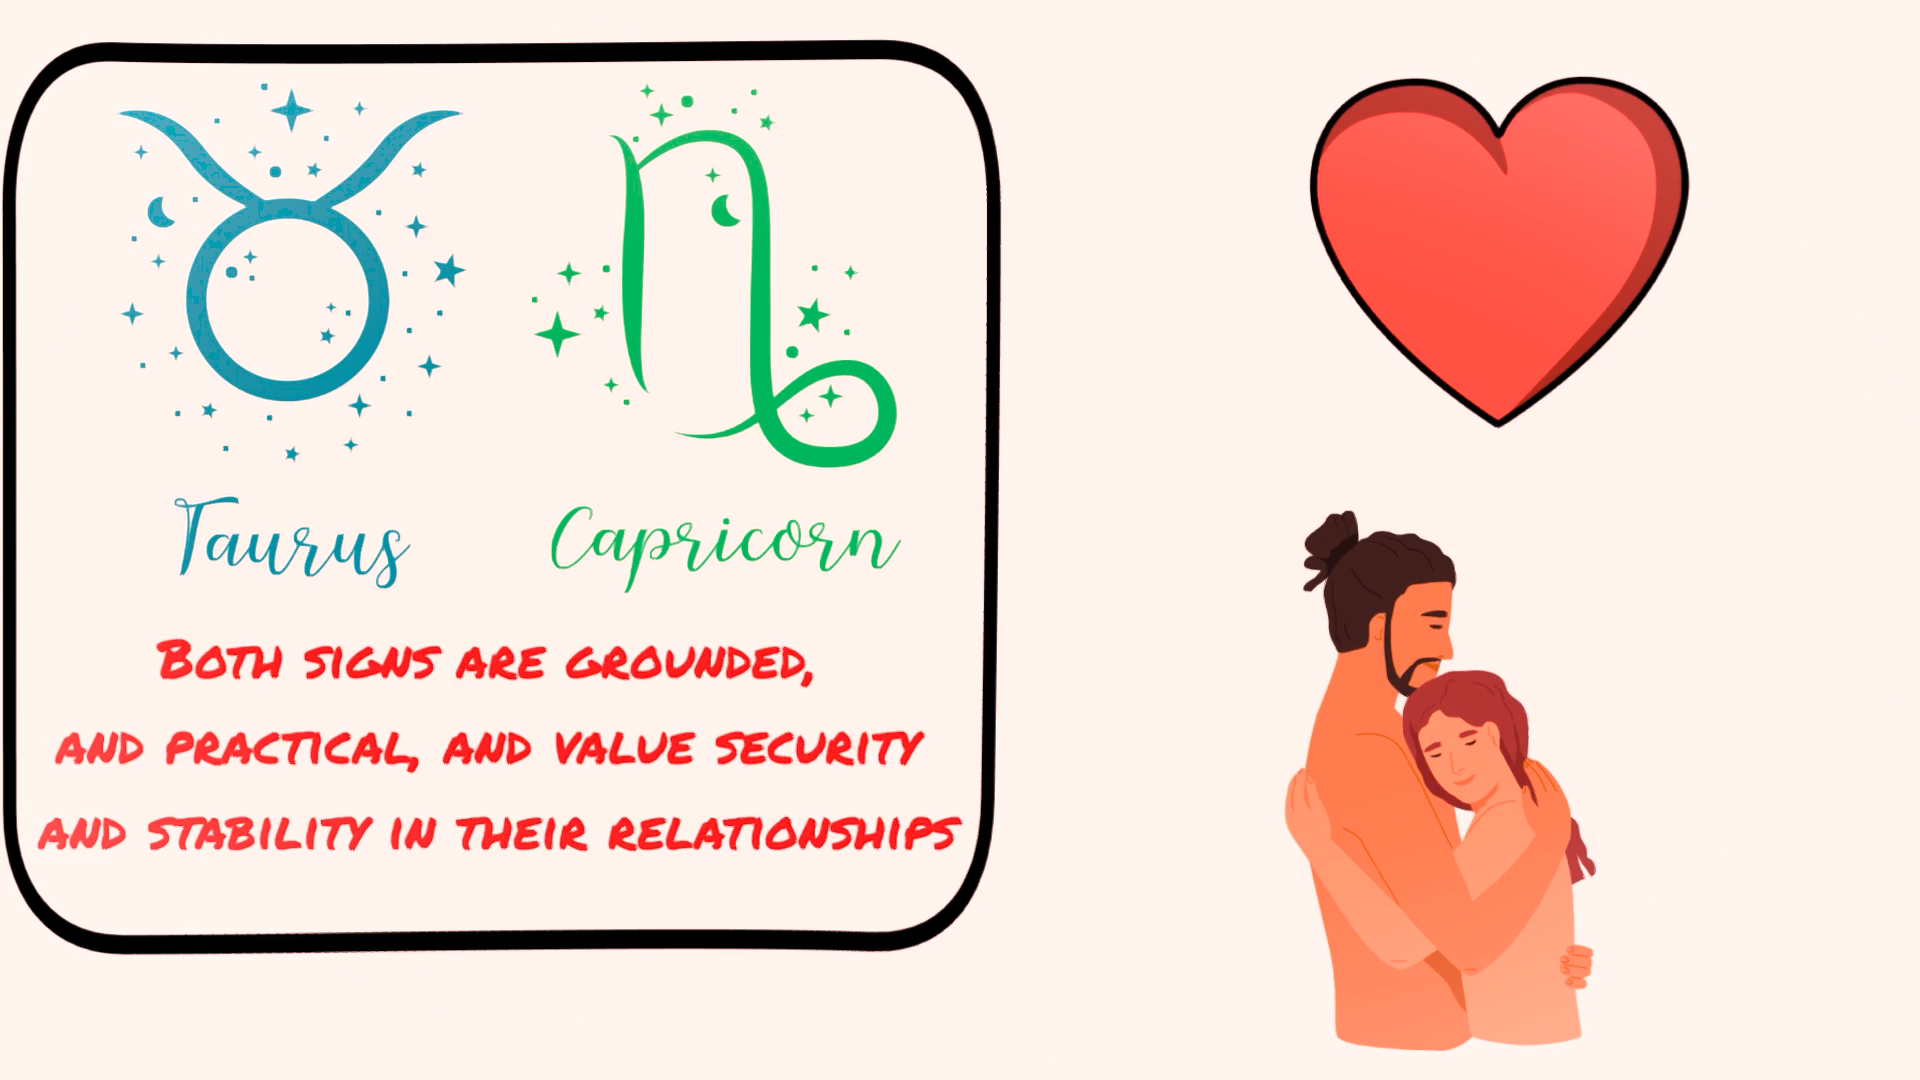 Taurus Capricorn
BOTH SIGNS ARE GROUNDED,
AND PRACTICAL, AND VALUE SECURITY
AND STABILITY IN THEIR RELATIONSHIPS